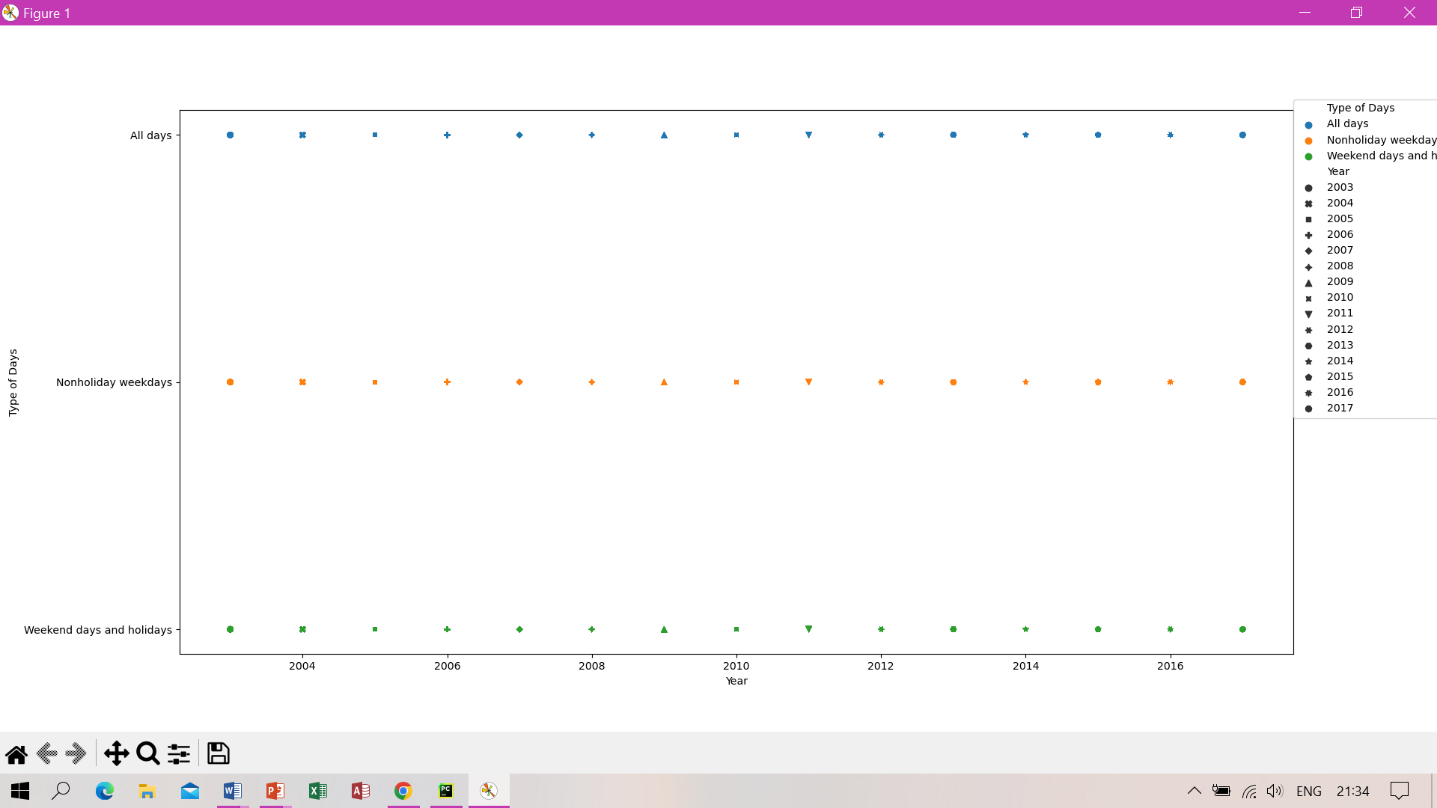 Figure 1
Type of Days
All days
Nonholiday weekday
Weekend days and h
Year
2003
2004
2005
2006
2007
2008
2009
2010
2011
2012
2013
2014
2015
2016
2017
All days
Nonholiday weekdays
Weekend days and holidays
Type of Days
2004 2006 2008 2010 2012 2014 2016
Year
ENG 21:34